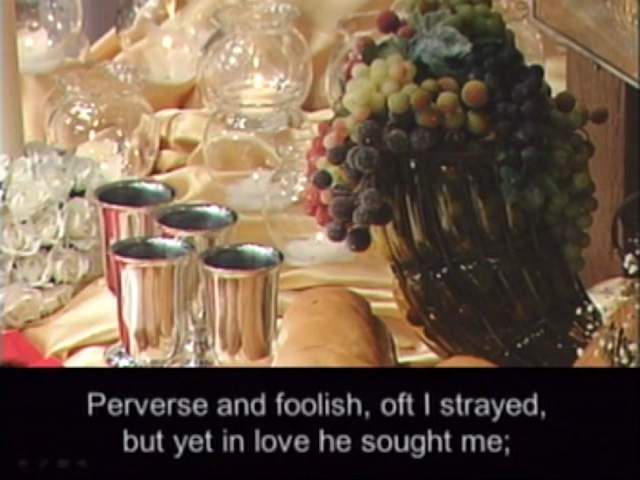 Perverse and foolish, oft I strayed,
but yet in love he sought me;